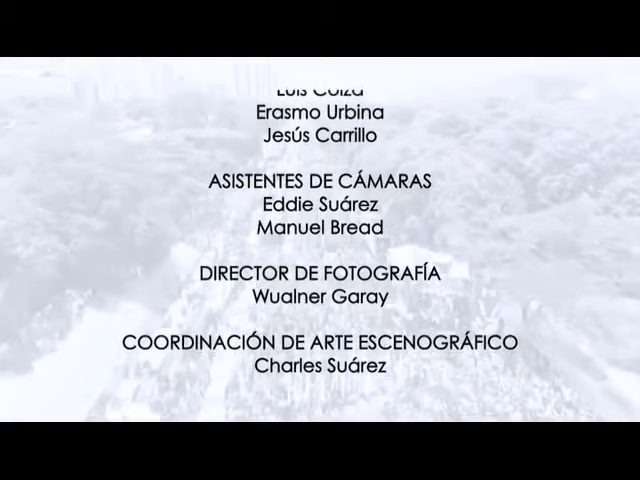 Erasmo Urbina
Jesús Carrillo
ASISTENTES DE CÁMARAS
Eddie Suárez
Manuel Bread
DIRECTOR DE FOTOGRAFÍA
Wualner Garay
COORDINACIÓN DE ARTE ESCENOGRÁFICO
Charles Suárez